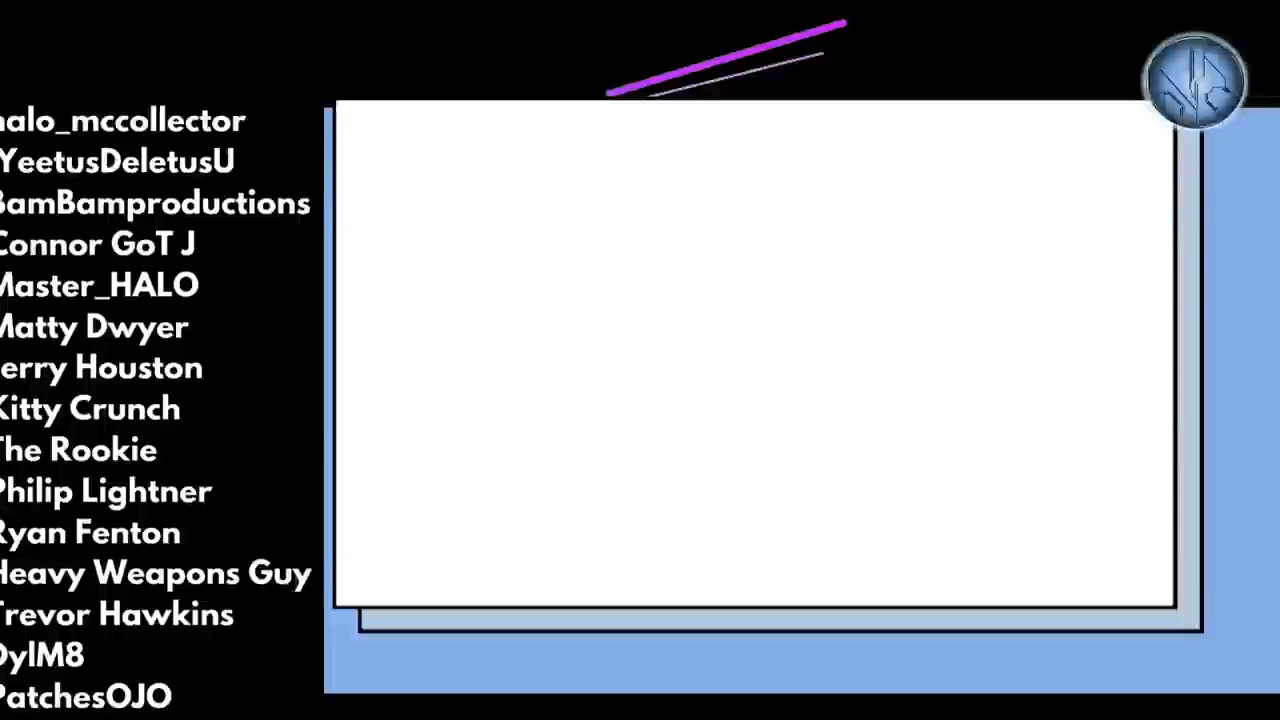 halo_mccollector
YeetusDeletusU
BamBamproductions
Connor GoT J
Master_HALO
Matty Dwyer
erry Houston
Kitty Crunch
The Rookie
Philip Lightner
Ryan Fenton
Heavy Weapons Guy
Trevor Hawkins
DylM8
PatchesOJO